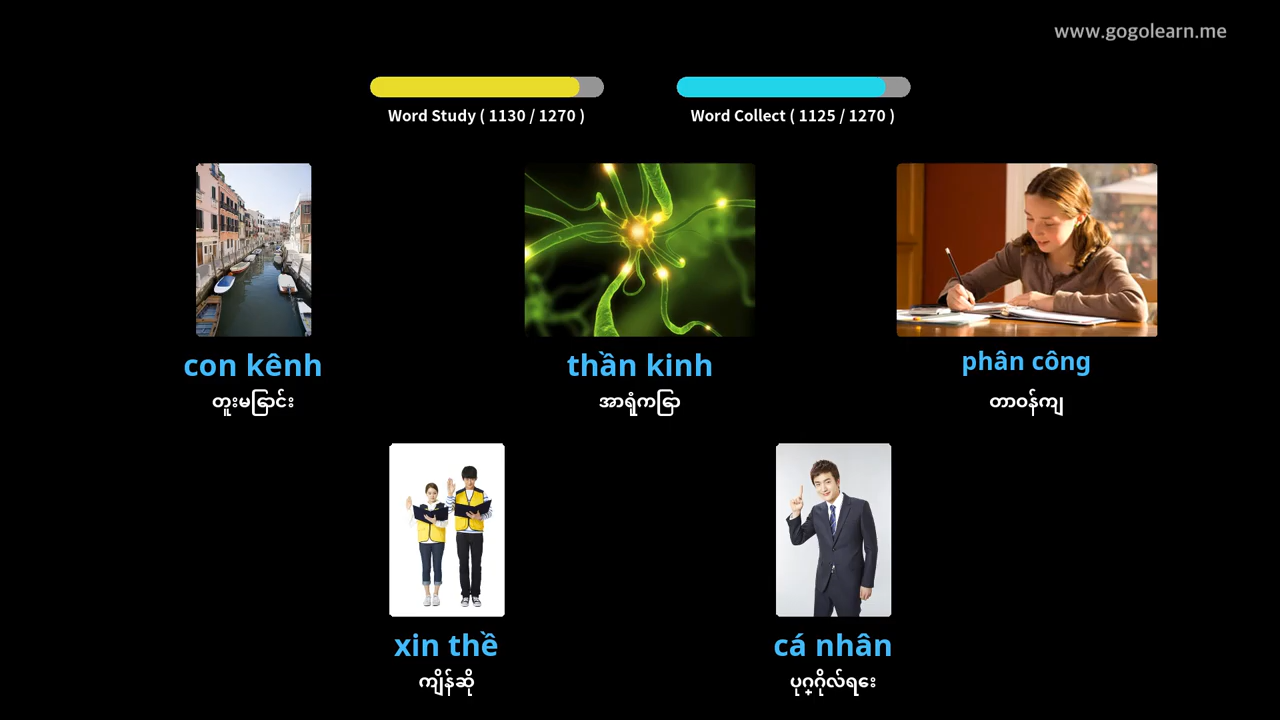 www.gogolearn.me
Word Study ( 1130 / 1270 )
Word Collect ( 1125 / 1270 )
con kênh
တူးမြောင်း
thần kinh
အာရုံကြော
phân công
တာဝန်ကျ
xin thề
ကျိန်ဆို
cá nhân
ပုဂ္ဂိုလ်ရေး